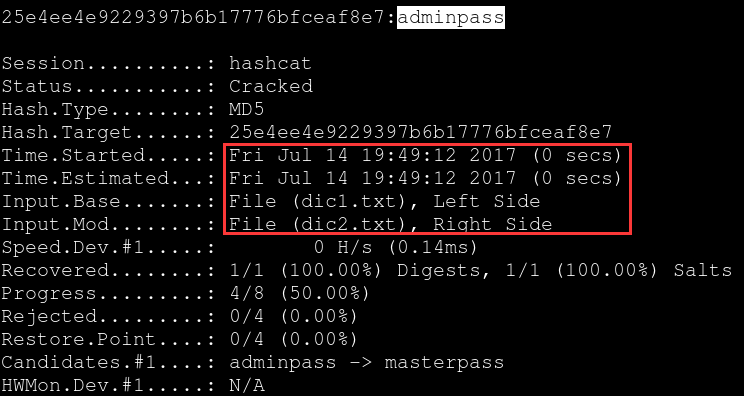 25e4ee4e9229397b6b17776bfceaf8e7:adminpass
Session..........: hashcat
Status...........: Cracked
Hash.Type........: MD5
Hash.Target......: 25e4ee4e9229397b6b17776bfceaf8e7
Time.Started.....: Fri Jul 14 19:49:12 2017 (0 secs)
Time.Estimated...: Fri Jul 14 19:49:12 2017 (0 secs)
Input.Base.......: File (dic1.txt), Left Side
Input.Mod........: File (dic2.txt), Right Side
Speed.Dev.#1.....:        0 H/s (0.14ms)
Recovered........: 1/1 (100.00%) Digests, 1/1 (100.00%) Salts
Progress.........: 4/8 (50.00%)
Rejected.........: 0/4 (0.00%)
Restore.Point....: 0/4 (0.00%)
Candidates.#1....: adminpass -> masterpass
HWMon.Dev.#1.....: N/A